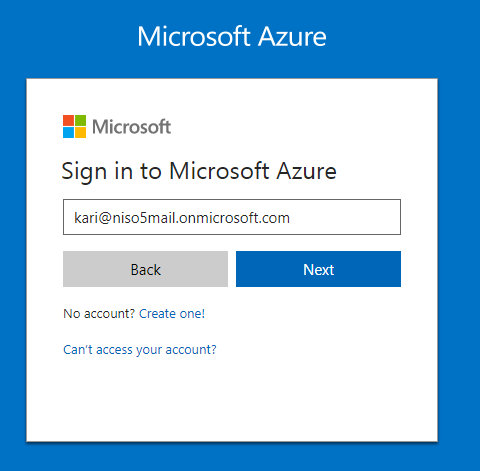 Microsoft Azure
Microsoft
Sign in to Microsoft Azure
kari@niso5mail.onmicrosoft.com
Back
Next
No account? Create one!
Can't access your account?